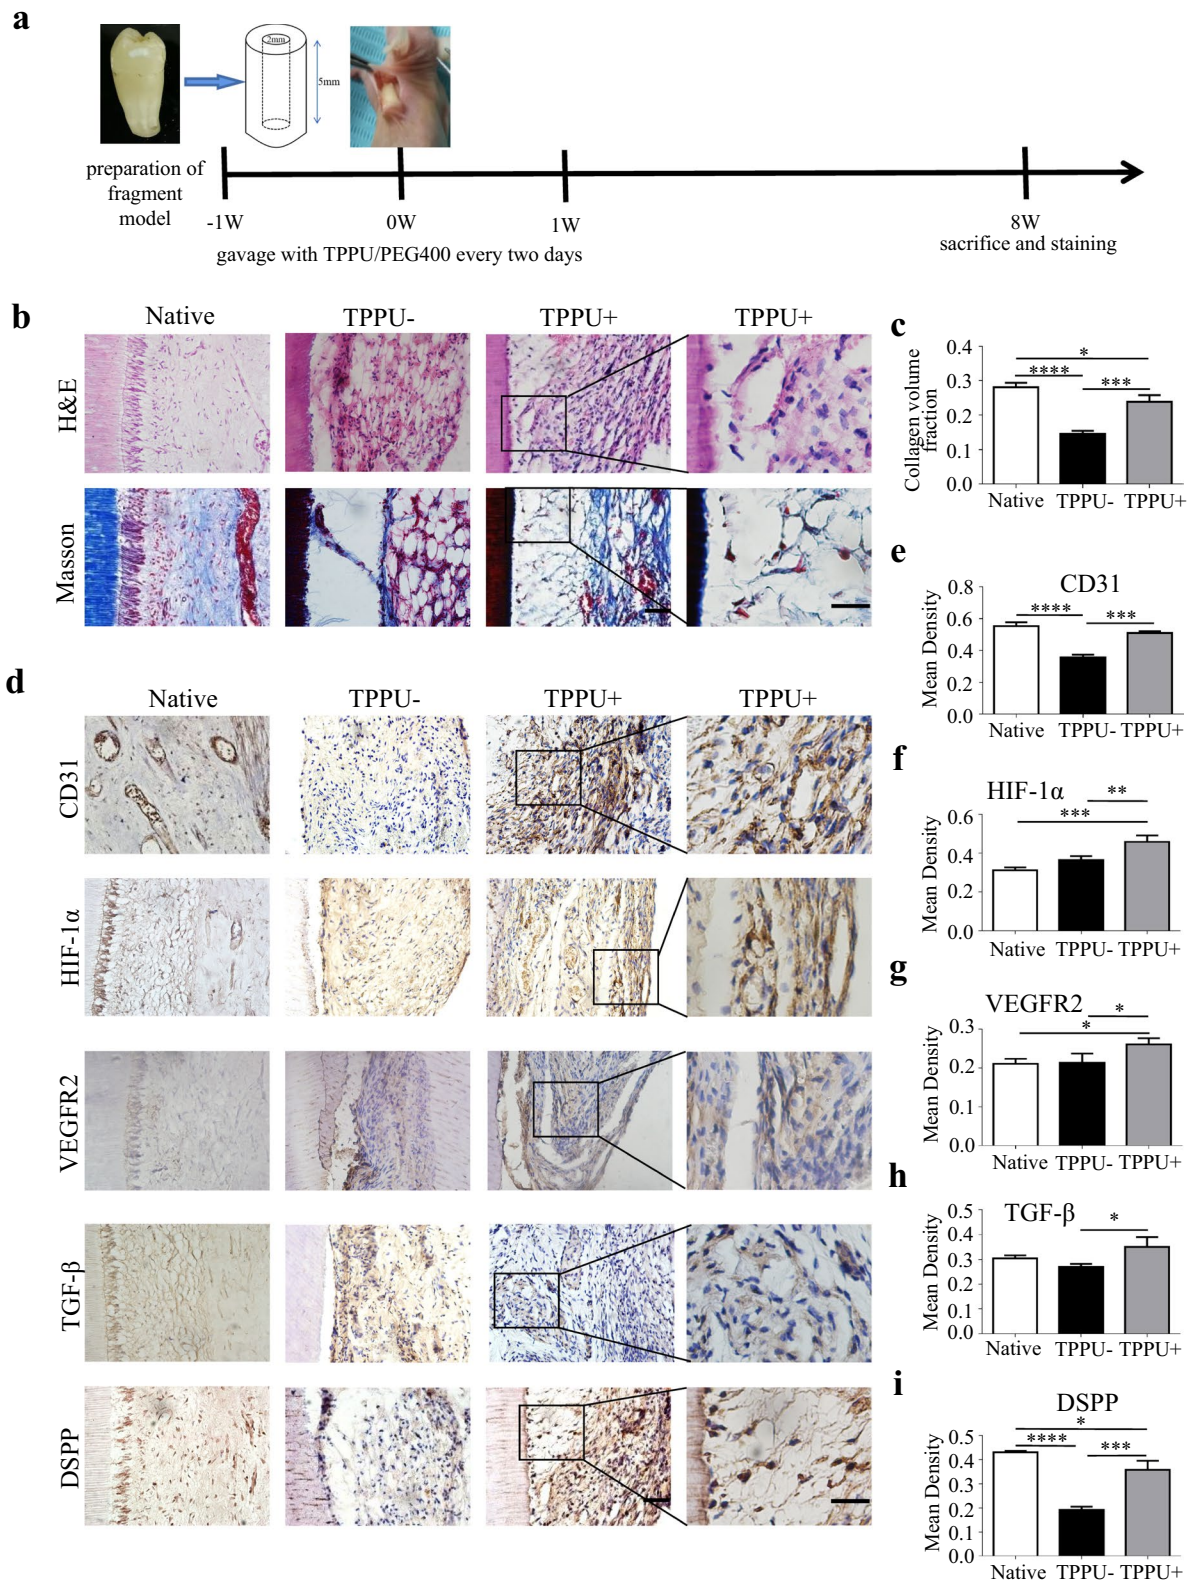 a
2mm
5mm
preparation of
fragment
model
-1W
0W
1W
8W
gavage with TPPU/PEG400 every two days
sacrifice and staining
b
Native
TPPU-
TPPU+
TPPU+
H&E
Masson
c
Collagen volume
fraction
0.4
0.3
0.2
0.1
0.0
*
****
***
Native
TPPU-
TPPU+
d
Native
TPPU-
TPPU+
TPPU+
CD31
HIF-1α
VEGFR2
TGF-β
DSPP
e
CD31
Mean Density
0.8
0.6
0.4
0.2
0.0
****
***
Native
TPPU-
TPPU+
f
HIF-1α
Mean Density
0.6
0.4
0.2
0.0
**
***
Native
TPPU-
TPPU+
g
VEGFR2
Mean Density
0.3
0.2
0.1
0.0
*
*
Native
TPPU-
TPPU+
h
TGF-β
Mean Density
0.5
0.4
0.3
0.2
0.1
0.0
*
Native
TPPU-
TPPU+
i
DSPP
Mean Density
0.5
0.4
0.3
0.2
0.1
0.0
*
****
***
Native
TPPU-
TPPU+